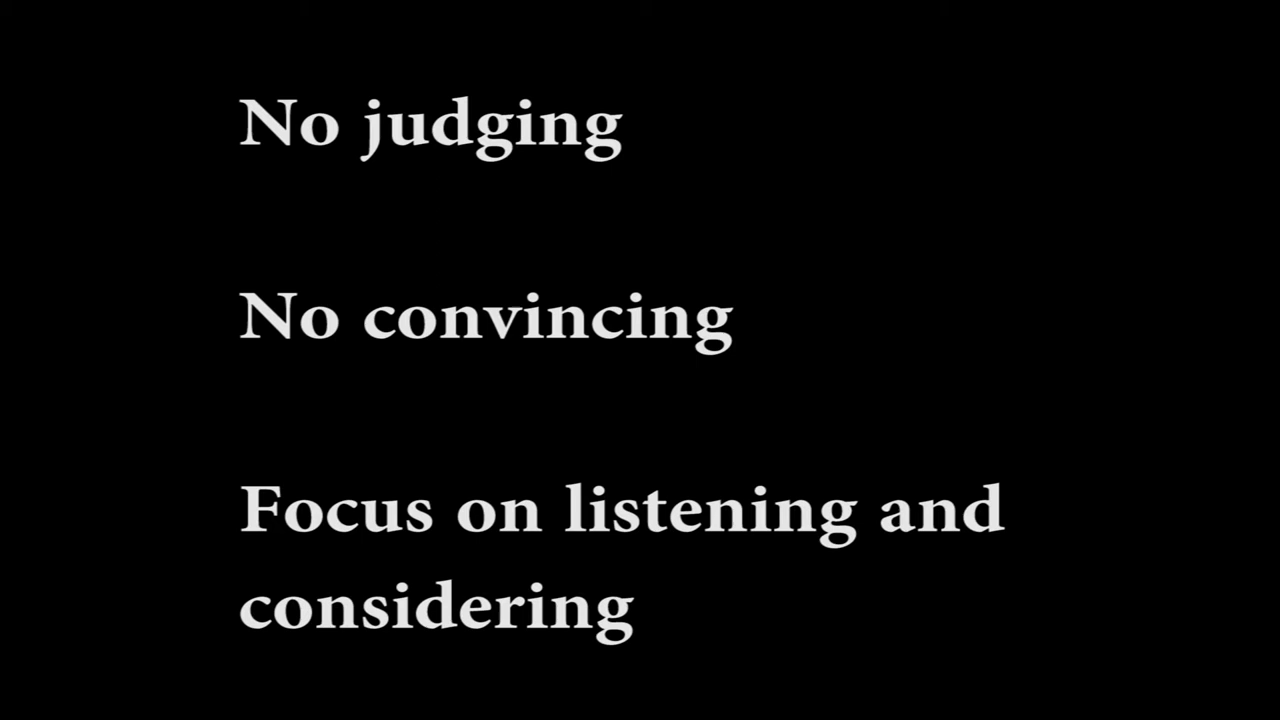 No judging
No convincing
Focus on listening and
considering